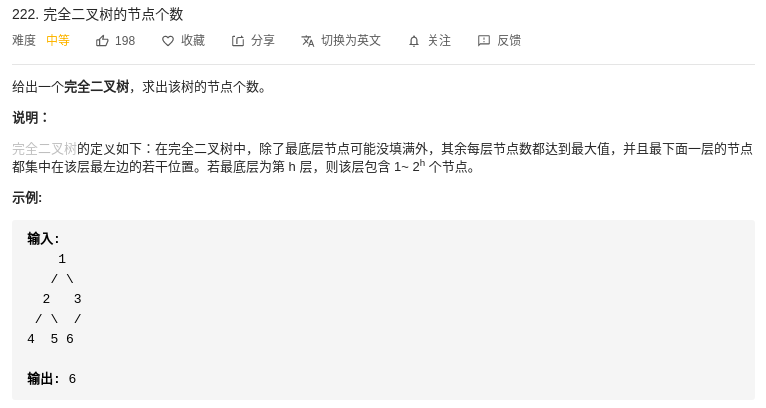 222. 完全二叉树的节点个数
难度 中等 198 收藏 分享 切换为英文 关注 反馈
给出一个完全二叉树，求出该树的节点个数。
说明：
完全二叉树的定义如下：在完全二叉树中，除了最底层节点可能没填满外，其余每层节点数都达到最大值，并且最下面一层的节点
都集中在该层最左边的若干位置。若最底层为第 h 层，则该层包含 1~ 2^h 个节点。
示例:
输入:
    1
   / \
  2   3
 / \  /
4  5 6
输出: 6